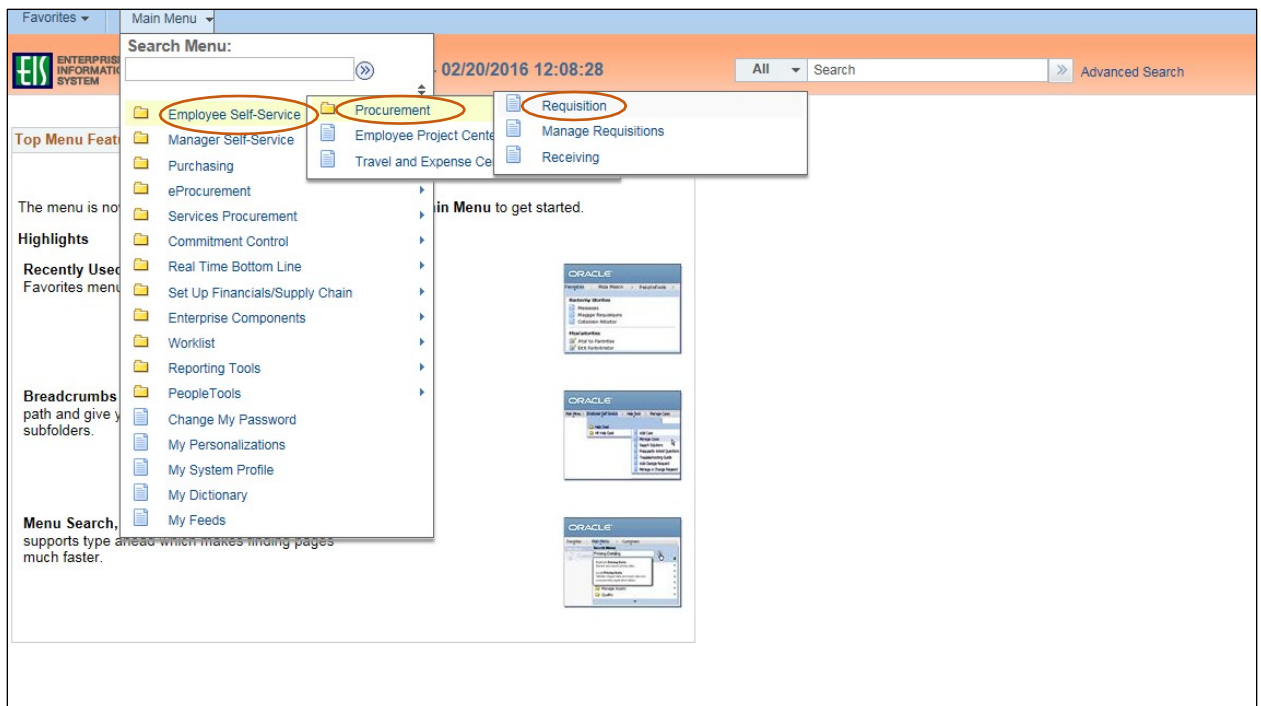 Favorites Main Menu
Search Menu:
ENTERPRIS
INFORMATIO
SYSTEM
EIS
- 02/20/2016 12:08:28
All Search Advanced Search
Employee Self-Service
Manager Self-Service
Purchasing
eProcurement
Services Procurement
Commitment Control
Real Time Bottom Line
Set Up Financials/Supply Chain
Enterprise Components
Worklist
Reporting Tools
PeopleTools
Change My Password
My Personalizations
My System Profile
My Dictionary
My Feeds
Procurement
Employee Project Cente
Travel and Expense Ce
Requisition
Manage Requisitions
Receiving
Top Menu Featu
The menu is no
in Menu to get started.
Highlights
Recently Used
Favorites menu
ORACLE
Breadcrumbs
path and give y
subfolders.
ORACLE
Menu Search,
supports type ahead which makes finding pages
much faster.
ORACLE